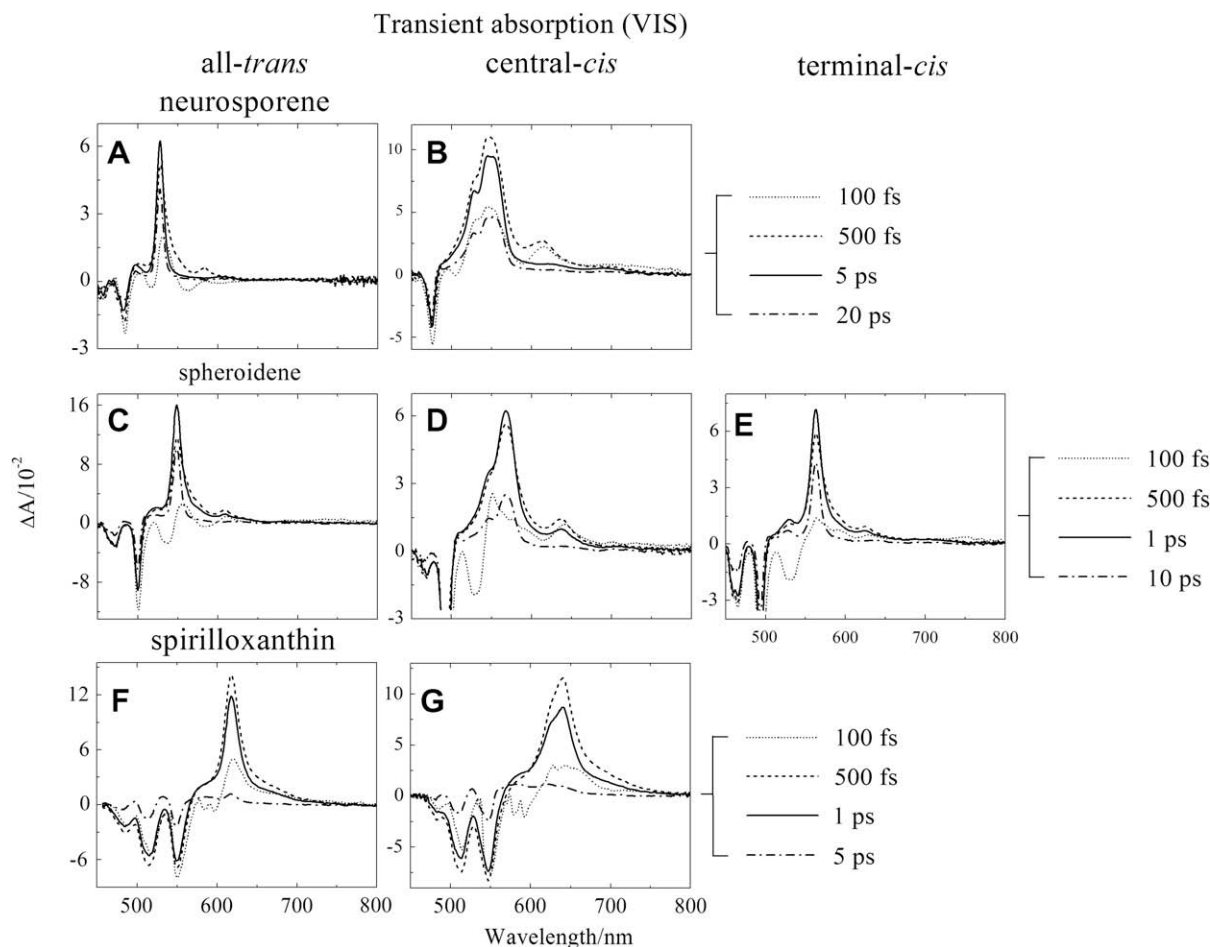 Transient absorption (VIS)
all-trans
central-cis
terminal-cis
neurosporene
A
6
3
0
-3
B
10
5
0
-5
100 fs
500 fs
5 ps
20 ps
spheroidene
C
16
8
0
-8
D
6
3
0
-3
E
6
3
0
-3
500 600 700 800
100 fs
500 fs
1 ps
10 ps
ΔA/10⁻²
spirilloxanthin
F
12
6
0
-6
500 600 700 800
G
10
5
0
-5
500 600 700 800
100 fs
500 fs
1 ps
5 ps
Wavelength/nm